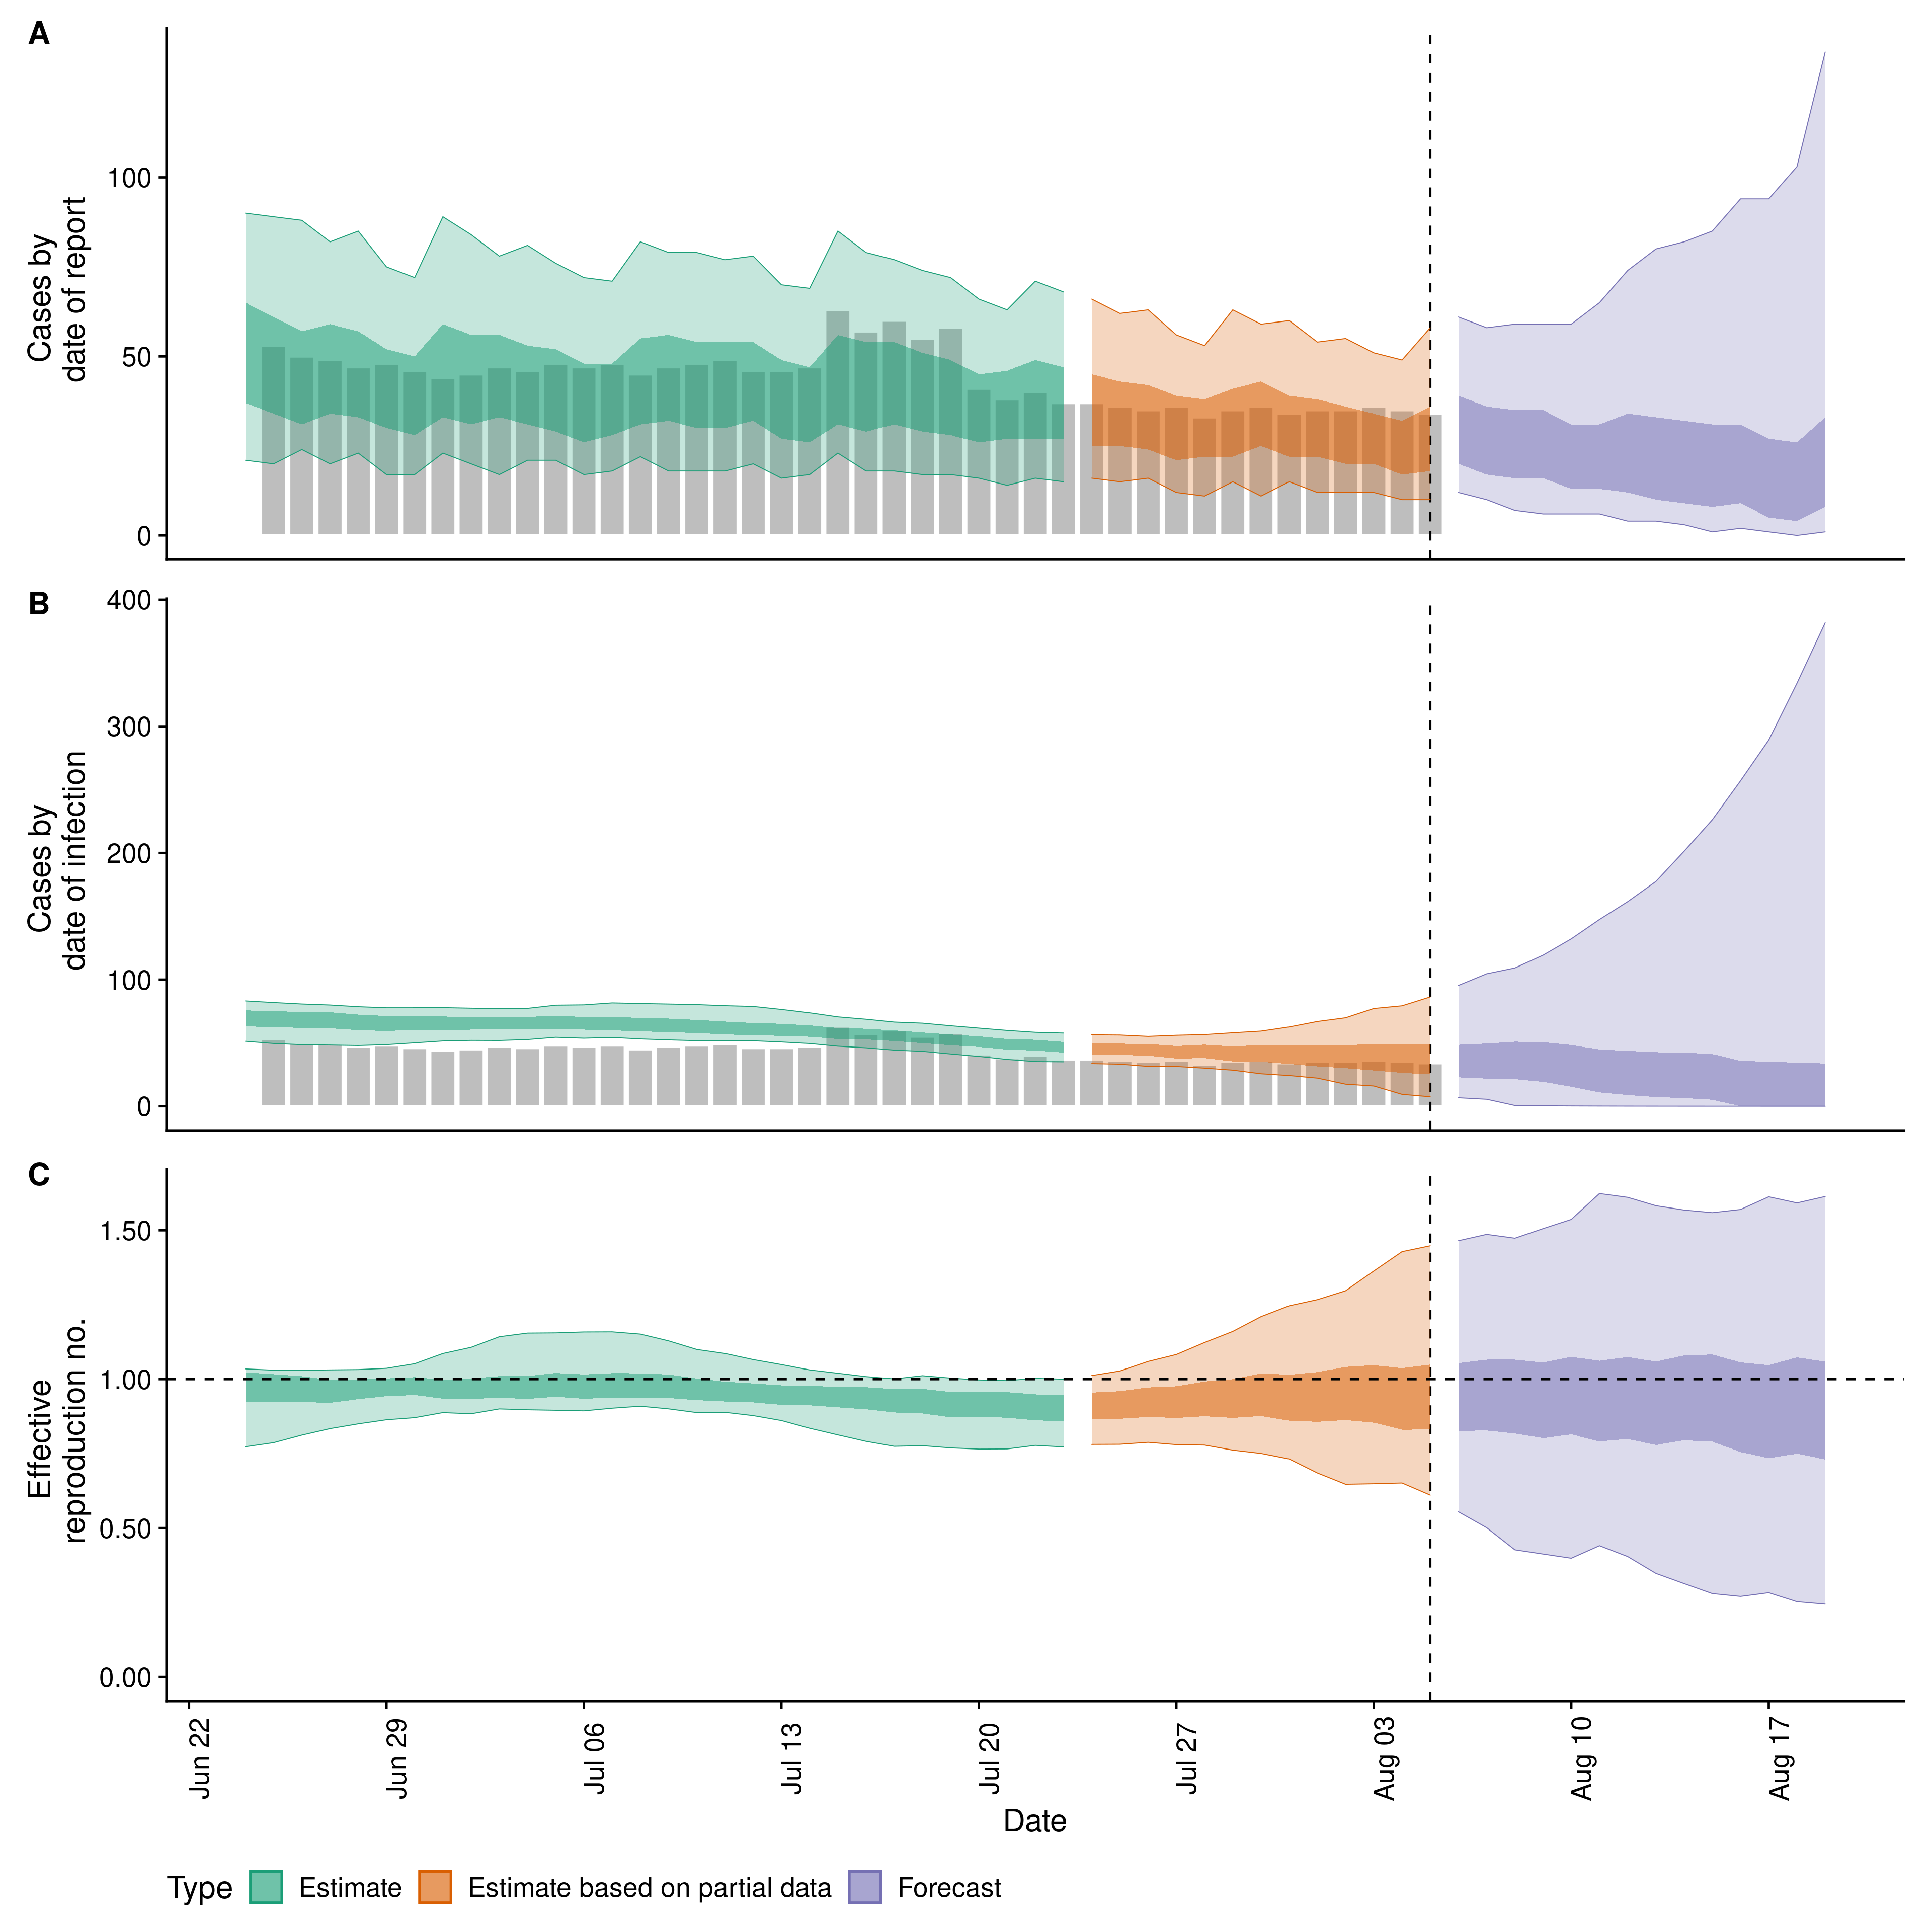 A
Cases by
date of report
100
50
0
B
Cases by
date of infection
400
300
200
100
0
C
Effective
reproduction no.
1.50
1.00
0.50
0.00
Jun 22
Jun 29
Jul 06
Jul 13
Jul 20
Jul 27
Aug 03
Aug 10
Aug 17
Date
Type Estimate Estimate based on partial data Forecast